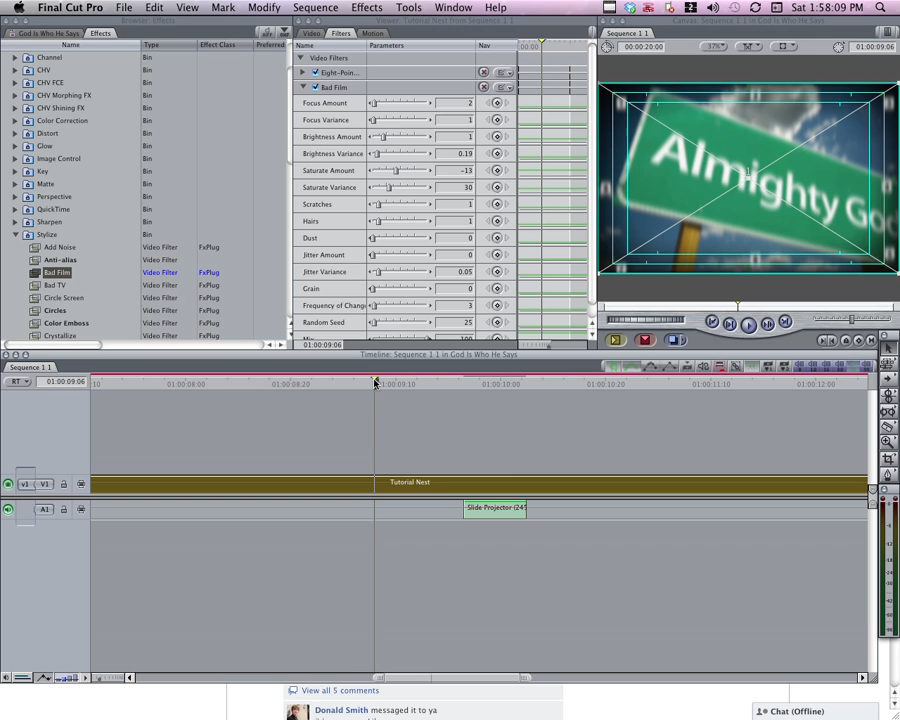 Final Cut Pro File Edit View Mark Modify Sequence Effects Tools Window Help Sat 1:58:09 PM
Browser: Effects
Viewer: Tutorial Nest from Sequence 1 1
Canvas: Sequence 1 1 in God Is Who He Says
God Is Who He Says Effects
Video Filters Motion
Sequence 1 1
Name Type Effect Class Preferred
Name Parameters Nav 00:00
00:00:20:00 37% 01:00:09:06
Channel Bin
CHV Bin
CHV FCE Bin
CHV Morphing FX Bin
CHV Shining FX Bin
Color Correction Bin
Distort Bin
Glow Bin
Image Control Bin
Key Bin
Matte Bin
Perspective Bin
QuickTime Bin
Sharpen Bin
Stylize Bin
Add Noise Video Filter FxPlug
Anti-alias Video Filter
Bad Film Video Filter FxPlug
Bad TV Video Filter FxPlug
Circle Screen Video Filter FxPlug
Circles Video Filter FxPlug
Color Emboss Video Filter FxPlug
Crystallize Video Filter FxPlug
Video Filters
Eight-Poin...
Bad Film
Focus Amount 2
Focus Variance 1
Brightness Amount 1
Brightness Variance 0.19
Saturate Amount -13
Saturate Variance 30
Scratches 1
Hairs 1
Dust 0
Jitter Amount 0
Jitter Variance 0.05
Grain 0
Frequency of Chang 3
Random Seed 25
01:00:09:06
Almighty Go
Timeline: Sequence 1 1 in God Is Who He Says
Sequence 1 1
RT 01:00:09:06 10 01:00:08:00 01:00:08:20 01:00:09:10 01:00:10:00 01:00:10:20 01:00:11:10 01:00:12:00
v1 V1 Tutorial Nest
A1 Slide Projector (24
View all 5 comments
Donald Smith messaged it to ya
Chat (Offline)